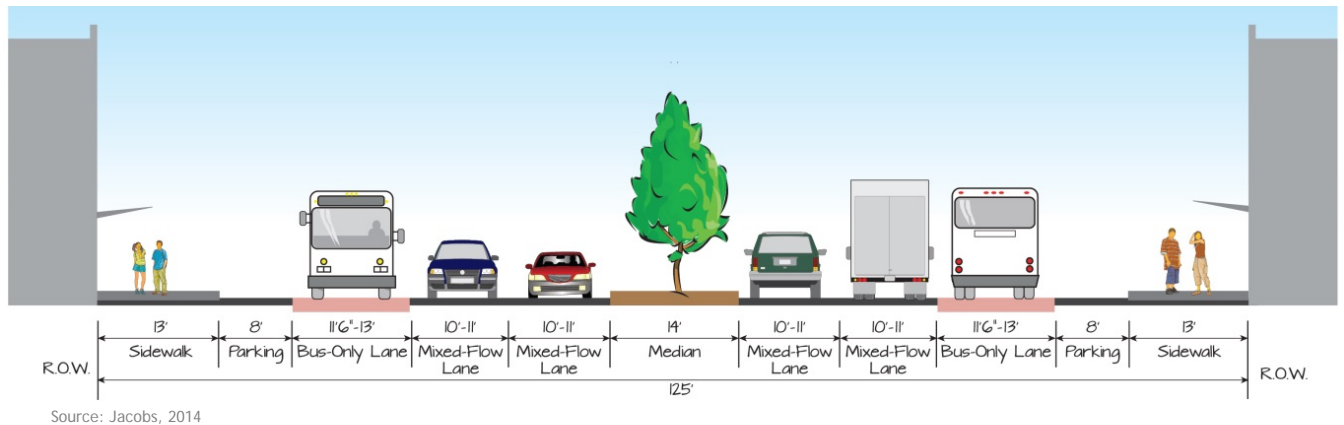 13' 8' 11'6"-13' 10'-11' 10'-11' 14' 10'-11' 10'-11' 11'6"-13' 8' 13'
Sidewalk Parking Bus-Only Lane Mixed-Flow Mixed-Flow Median Mixed-Flow Mixed-Flow Bus-Only Lane Parking Sidewalk
Lane Lane Lane Lane
R.O.W. R.O.W.
125'
Source: Jacobs, 2014